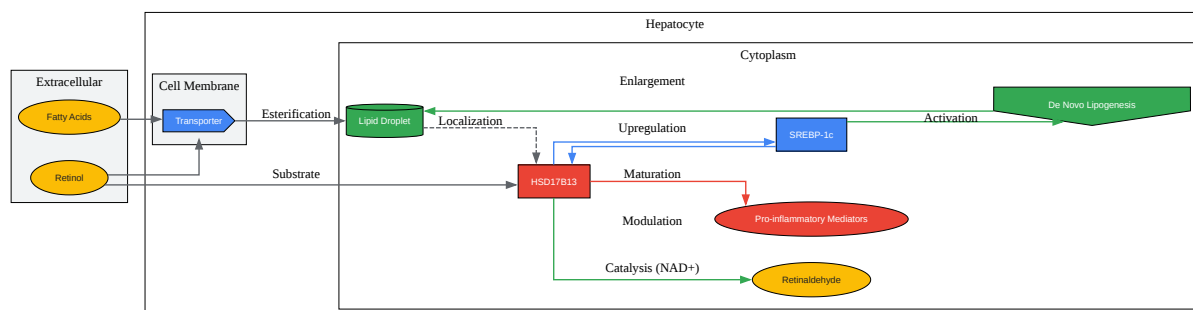 Hepatocyte
Cytoplasm
Extracellular
Cell Membrane
Enlargement
Fatty Acids
Transporter
Esterification
Lipid Droplet
Localization
Upregulation
SREBP-1c
Activation
De Novo Lipogenesis
Retinol
Substrate
HSD17B13
Maturation
Modulation
Pro-inflammatory Mediators
Catalysis (NAD+)
Retinaldehyde